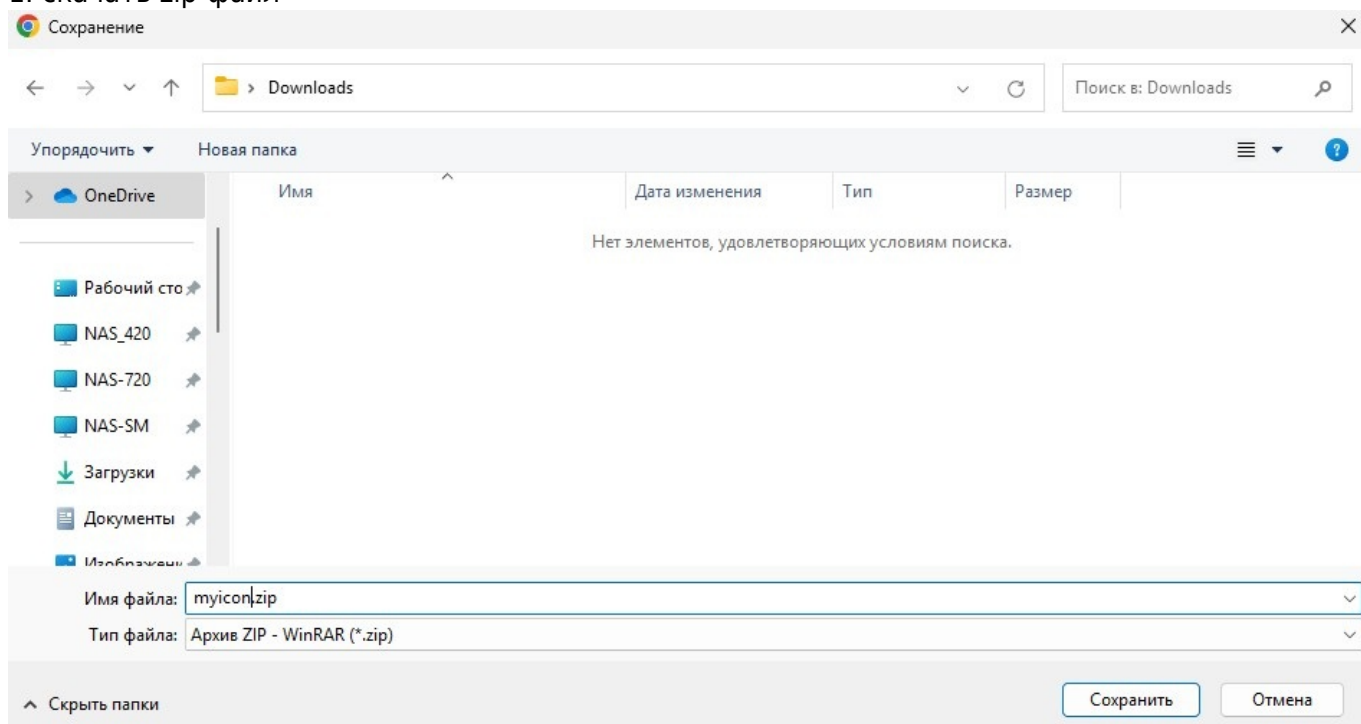 Сохранение
Downloads
Поиск в: Downloads
Упорядочить
Новая папка
OneDrive
Имя
Дата изменения
Тип
Размер
Нет элементов, удовлетворяющих условиям поиска.
Рабочий сто
NAS_420
NAS-720
NAS-SM
Загрузки
Документы
Имя файла: myicon.zip
Тип файла: Архив ZIP - WinRAR (*.zip)
Скрыть папки
Сохранить
Отмена